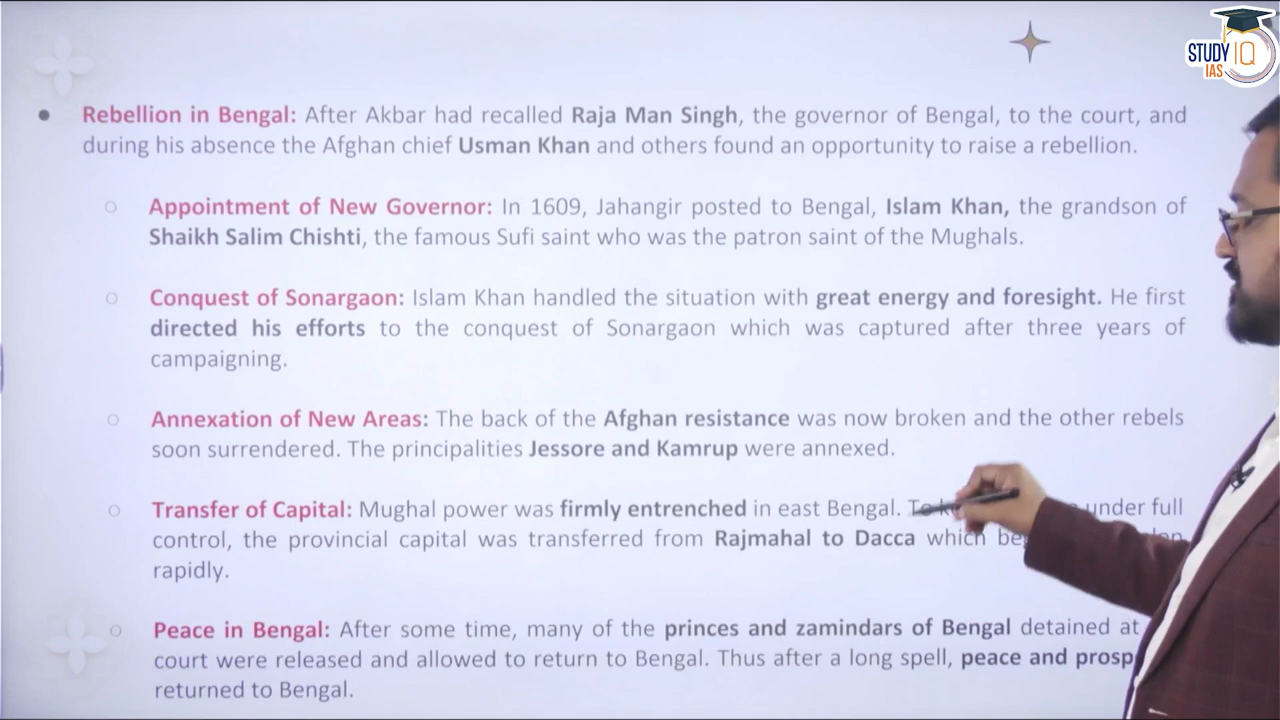 STUDY IQ
IAS
● Rebellion in Bengal: After Akbar had recalled Raja Man Singh, the governor of Bengal, to the court, and
during his absence the Afghan chief Usman Khan and others found an opportunity to raise a rebellion.
○ Appointment of New Governor: In 1609, Jahangir posted to Bengal, Islam Khan, the grandson of
Shaikh Salim Chishti, the famous Sufi saint who was the patron saint of the Mughals.
○ Conquest of Sonargaon: Islam Khan handled the situation with great energy and foresight. He first
directed his efforts to the conquest of Sonargaon which was captured after three years of
campaigning.
○ Annexation of New Areas: The back of the Afghan resistance was now broken and the other rebels
soon surrendered. The principalities Jessore and Kamrup were annexed.
○ Transfer of Capital: Mughal power was firmly entrenched in east Bengal. To under full
control, the provincial capital was transferred from Rajmahal to Dacca which
rapidly.
○ Peace in Bengal: After some time, many of the princes and zamindars of Bengal detained at
court were released and allowed to return to Bengal. Thus after a long spell, peace and prosp
returned to Bengal.